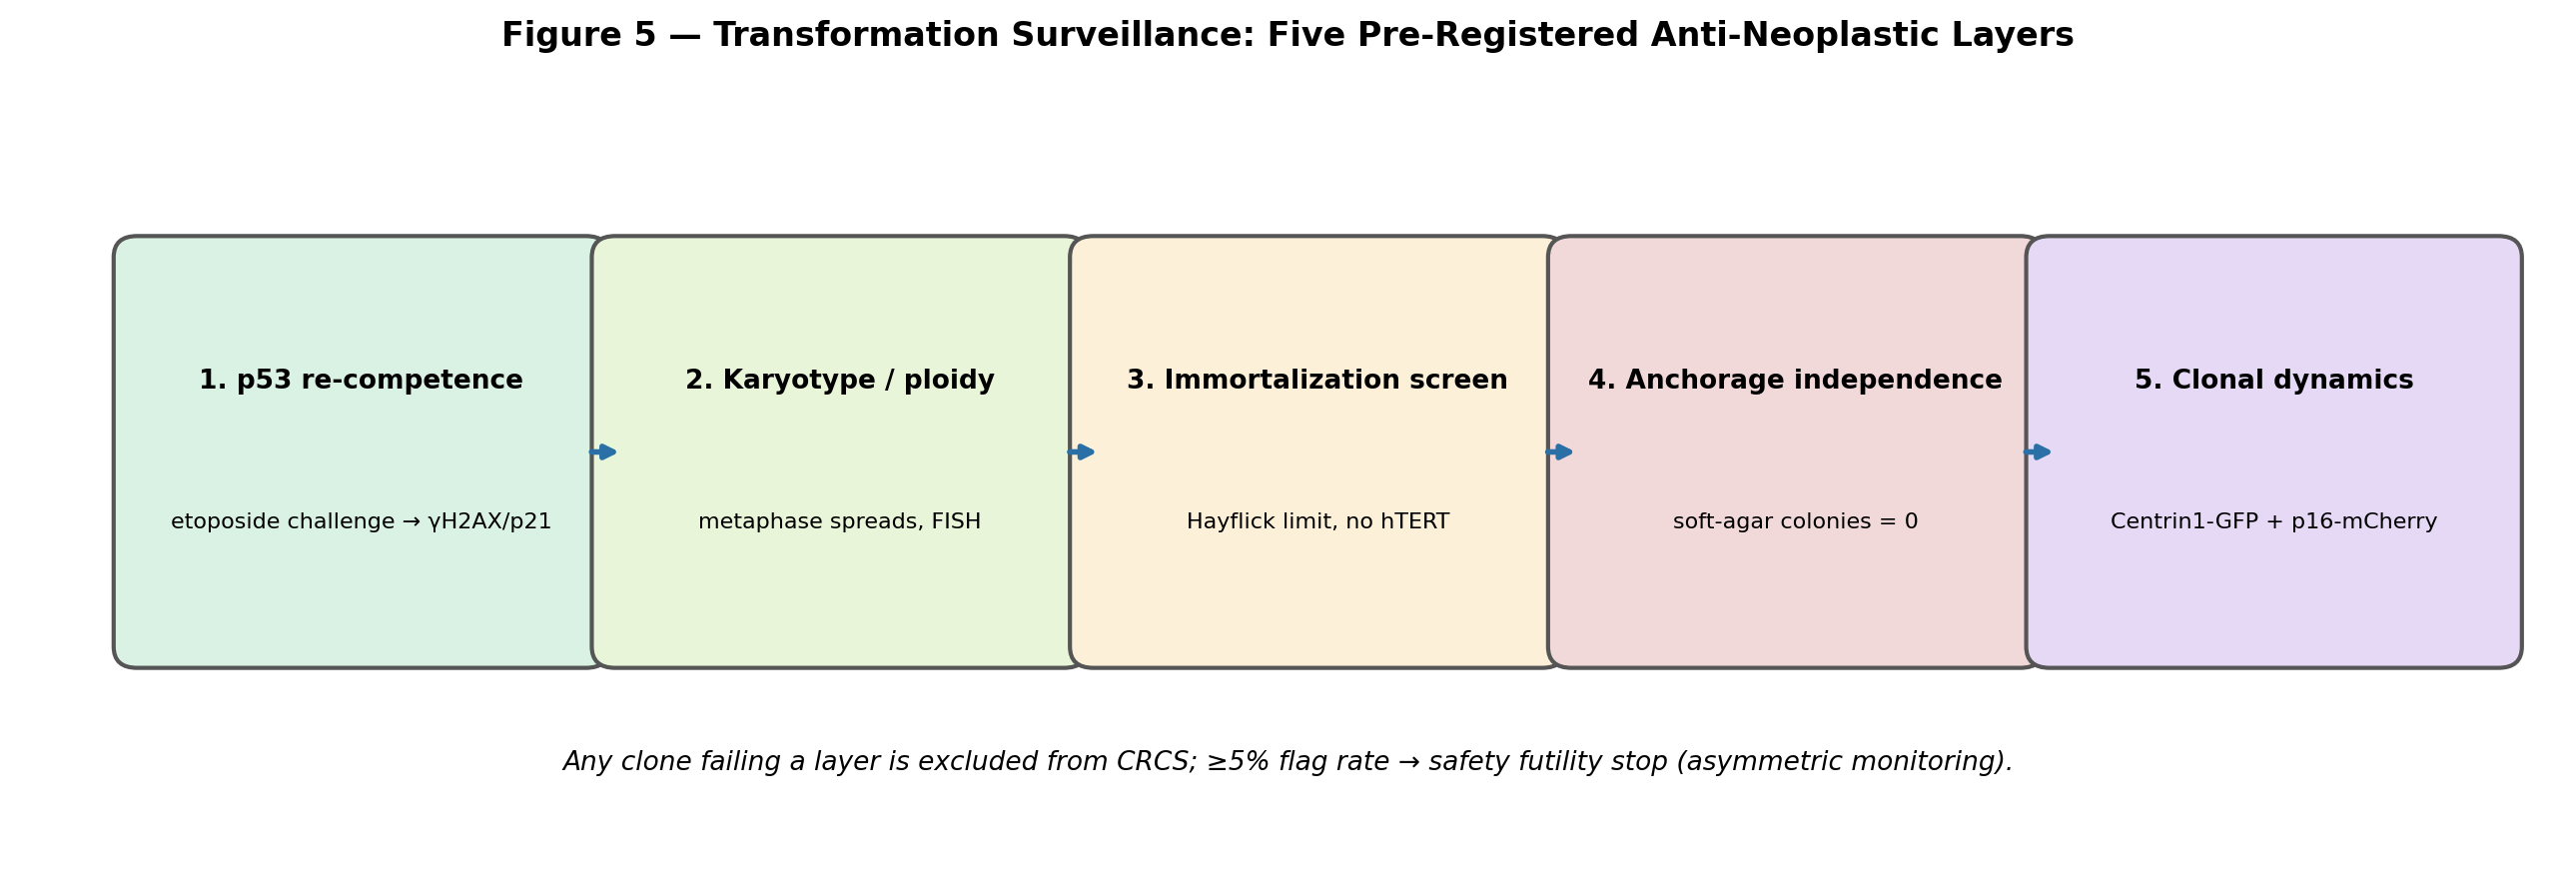 Figure 5 — Transformation Surveillance: Five Pre-Registered Anti-Neoplastic Layers
1. p53 re-competence
etoposide challenge → γH2AX/p21
2. Karyotype / ploidy
metaphase spreads, FISH
3. Immortalization screen
Hayflick limit, no hTERT
4. Anchorage independence
soft-agar colonies = 0
5. Clonal dynamics
Centrin1-GFP + p16-mCherry
Any clone failing a layer is excluded from CRCS; ≥5% flag rate → safety futility stop (asymmetric monitoring).